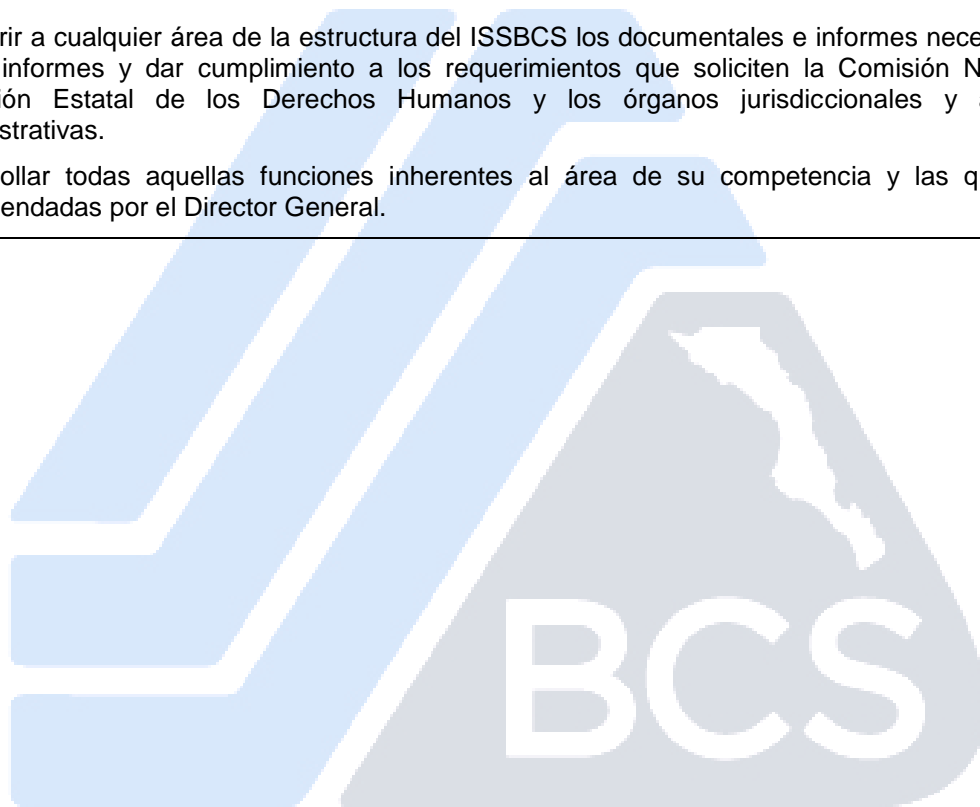 rir a cualquier área de la estructura del ISSBCS los documentales e informes nece
informes y dar cumplimiento a los requerimientos que soliciten la Comisión N
ión Estatal de los Derechos Humanos y los órganos jurisdiccionales y a
strativas.
ollar todas aquellas funciones inherentes al área de su competencia y las q
endadas por el Director General.
BCS